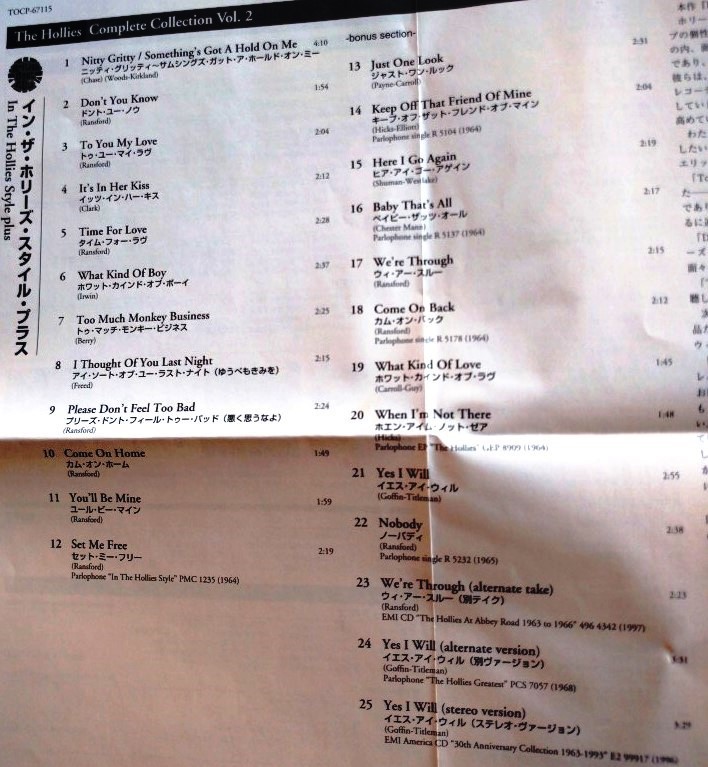 TOCP-67115
The Hollies Complete Collection Vol. 2
イン・ザ・ホリーズ・スタイル・プラス
In The Hollies Style plus
1 Nitty Gritty / Something's Got A Hold On Me 4:10
ニッティ・グリッティ〜サムシングズ・ガット・ア・ホールド・オン・ミー
(Chase) (Woods-Kirkland)
2 Don't You Know 1:54
ドント・ユー・ノウ
(Ransford)
3 To You My Love 2:04
トゥ・ユー・マイ・ラヴ
(Ransford)
4 It's In Her Kiss 2:12
イッツ・イン・ハー・キス
(Clark)
5 Time For Love 2:28
タイム・フォー・ラヴ
(Ransford)
6 What Kind Of Boy 2:37
ホワット・カインド・オブ・ボーイ
(Irwin)
7 Too Much Monkey Business 2:25
トゥ・マッチ・モンキー・ビジネス
(Berry)
8 I Thought Of You Last Night 2:15
アイ・ソート・オブ・ユー・ラスト・ナイト（ゆうべもきみを）
(Freed)
9 Please Don't Feel Too Bad 2:24
プリーズ・ドント・フィール・トゥー・バッド（悪く思うなよ）
(Ransford)
10 Come On Home 1:49
カム・オン・ホーム
(Ransford)
11 You'll Be Mine 1:59
ユール・ビー・マイン
(Ransford)
12 Set Me Free 2:19
セット・ミー・フリー
(Ransford)
Parlophone "In The Hollies Style" PMC 1235 (1964)
-bonus section-
13 Just One Look 2:31
ジャスト・ワン・ルック
(Payne-Carroll)
14 Keep Off That Friend Of Mine 2:04
キープ・オフ・ザット・フレンド・オブ・マイン
(Hicks-Elliott)
Parlophone single R 5104 (1964)
15 Here I Go Again 2:19
ヒア・アイ・ゴー・アゲイン
(Shuman-Westlake)
16 Baby That's All 2:17
ベイビー・ザッツ・オール
(Chester Mann)
Parlophone single R 5137 (1964)
17 We're Through 2:15
ウィ・アー・スルー
(Ransford)
18 Come On Back 2:12
カム・オン・バック
(Ransford)
Parlophone single R 5178 (1964)
19 What Kind Of Love 1:45
ホワット・カインド・オブ・ラヴ
(Carroll-Guy)
20 When I'm Not There 1:48
ホエン・アイム・ノット・ゼア
(Hicks)
Parlophone EP "The Hollies" GEP 8909 (1964)
21 Yes I Will 2:55
イエス・アイ・ウィル
(Goffin-Titleman)
22 Nobody 2:38
ノーバディ
(Ransford)
Parlophone single R 5232 (1965)
23 We're Through (alternate take) 2:23
ウィ・アー・スルー（別テイク）
(Ransford)
EMI CD "The Hollies At Abbey Road 1963 to 1966" 496 4342 (1997)
24 Yes I Will (alternate version)
イエス・アイ・ウィル（別ヴァージョン）
(Goffin-Titleman)
Parlophone "The Hollies Greatest" PCS 7057 (1968)
25 Yes I Will (stereo version) 3:29
イエス・アイ・ウィル（ステレオ・ヴァージョン）
(Goffin-Titleman)
EMI America CD "30th Anniversary Collection 1963-1993" E2 99917